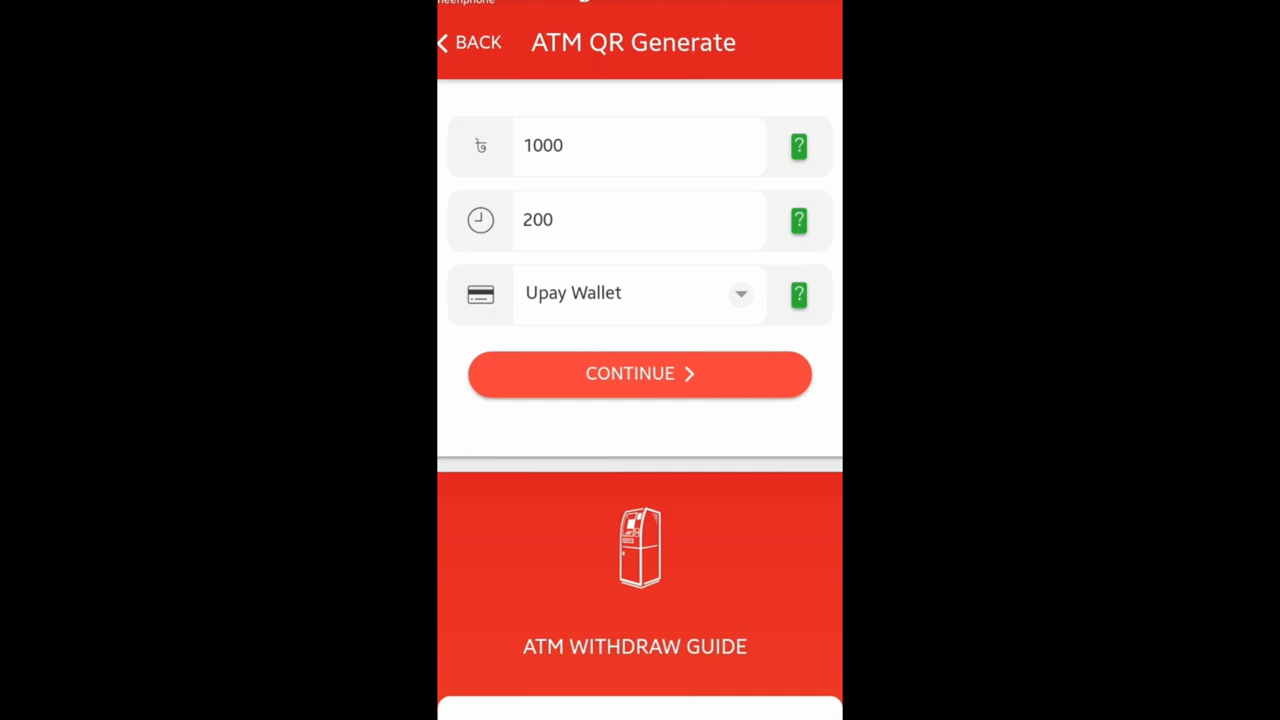 BACK
ATM QR Generate
৳
1000
?
200
?
Upay Wallet
?
CONTINUE
ATM WITHDRAW GUIDE